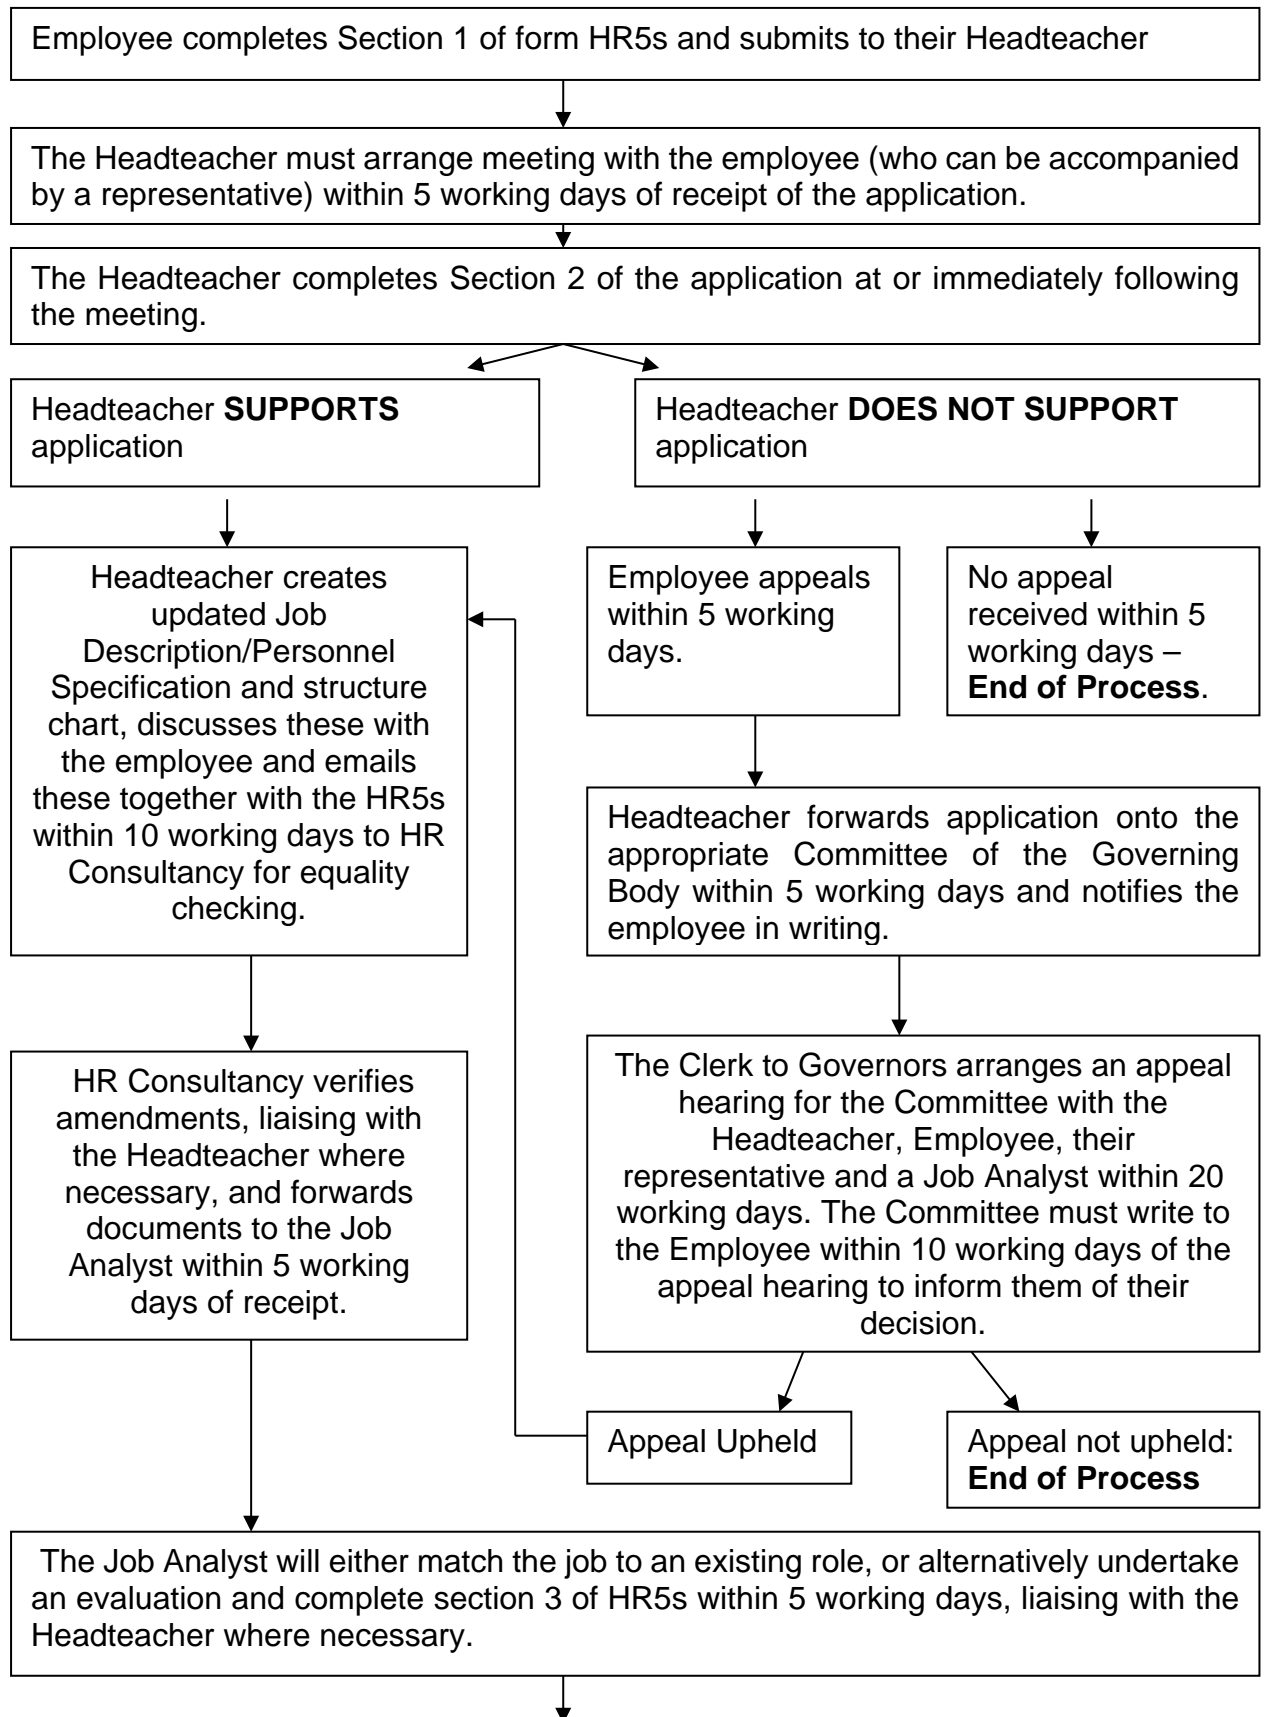 Employee completes Section 1 of form HR5s and submits to their Headteacher
The Headteacher must arrange meeting with the employee (who can be accompanied
by a representative) within 5 working days of receipt of the application.
The Headteacher completes Section 2 of the application at or immediately following
the meeting.
Headteacher SUPPORTS
application
Headteacher DOES NOT SUPPORT
application
Headteacher creates
updated Job
Description/Personnel
Specification and structure
chart, discusses these with
the employee and emails
these together with the HR5s
within 10 working days to HR
Consultancy for equality
checking.
Employee appeals
within 5 working
days.
No appeal
received within 5
working days –
End of Process.
Headteacher forwards application onto the
appropriate Committee of the Governing
Body within 5 working days and notifies the
employee in writing.
HR Consultancy verifies
amendments, liaising with
the Headteacher where
necessary, and forwards
documents to the Job
Analyst within 5 working
days of receipt.
The Clerk to Governors arranges an appeal
hearing for the Committee with the
Headteacher, Employee, their
representative and a Job Analyst within 20
working days. The Committee must write to
the Employee within 10 working days of the
appeal hearing to inform them of their
decision.
Appeal Upheld
Appeal not upheld:
End of Process
The Job Analyst will either match the job to an existing role, or alternatively undertake
an evaluation and complete section 3 of HR5s within 5 working days, liaising with the
Headteacher where necessary.